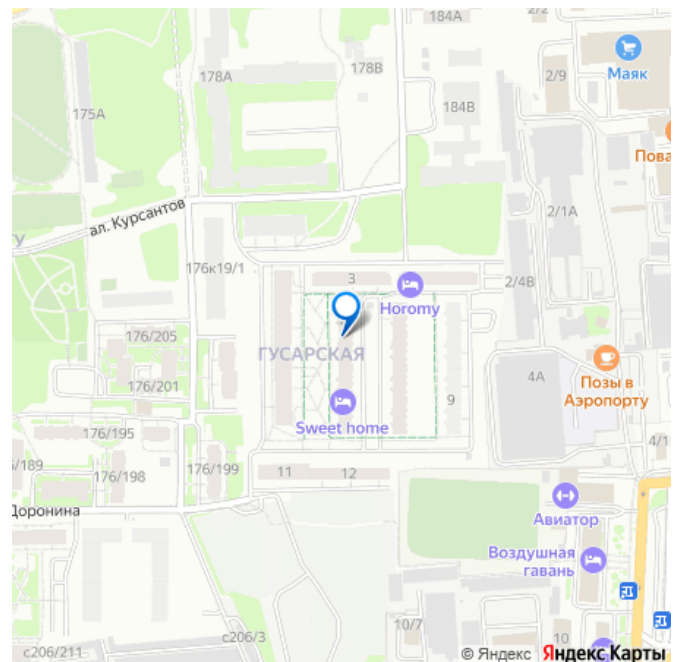 184А
2/2
178А
178В
2/9
Маяк
175А
184В
Пова
ал. Курсантов
У
2/1А
176к19/1
3
2/4В
Horomy
176/205
ГУСАРСКАЯ
176/201
4А
Позы в
Аэропорту
9
Sweet home
176/195
4/1
/189
176/198
176/199
11
12
Доронина
Авиатор
Воздушная
гавань
с206/3
10/7
10
с206/211
© Яндекс Яндекс Карты